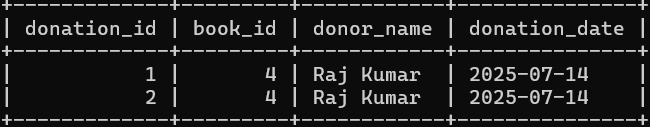 +-------------+---------+------------+---------------+
| donation_id | book_id | donor_name | donation_date |
+-------------+---------+------------+---------------+
|           1 |       4 | Raj Kumar  | 2025-07-14    |
|           2 |       4 | Raj Kumar  | 2025-07-14    |
+-------------+---------+------------+---------------+